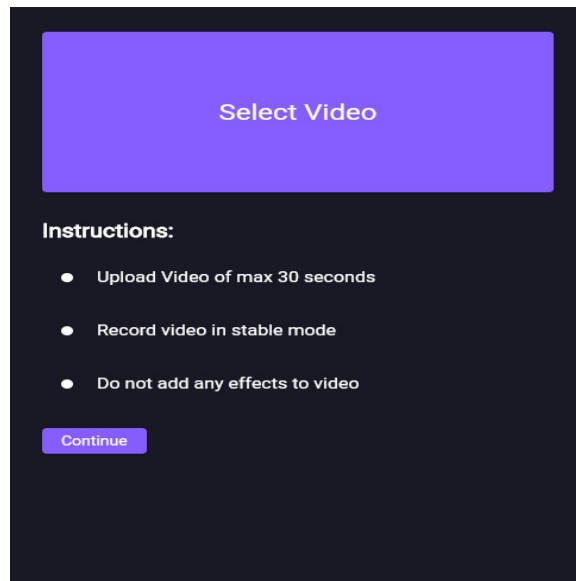 Select Video
Instructions:
Upload Video of max 30 seconds
Record video in stable mode
Do not add any effects to video
Continue